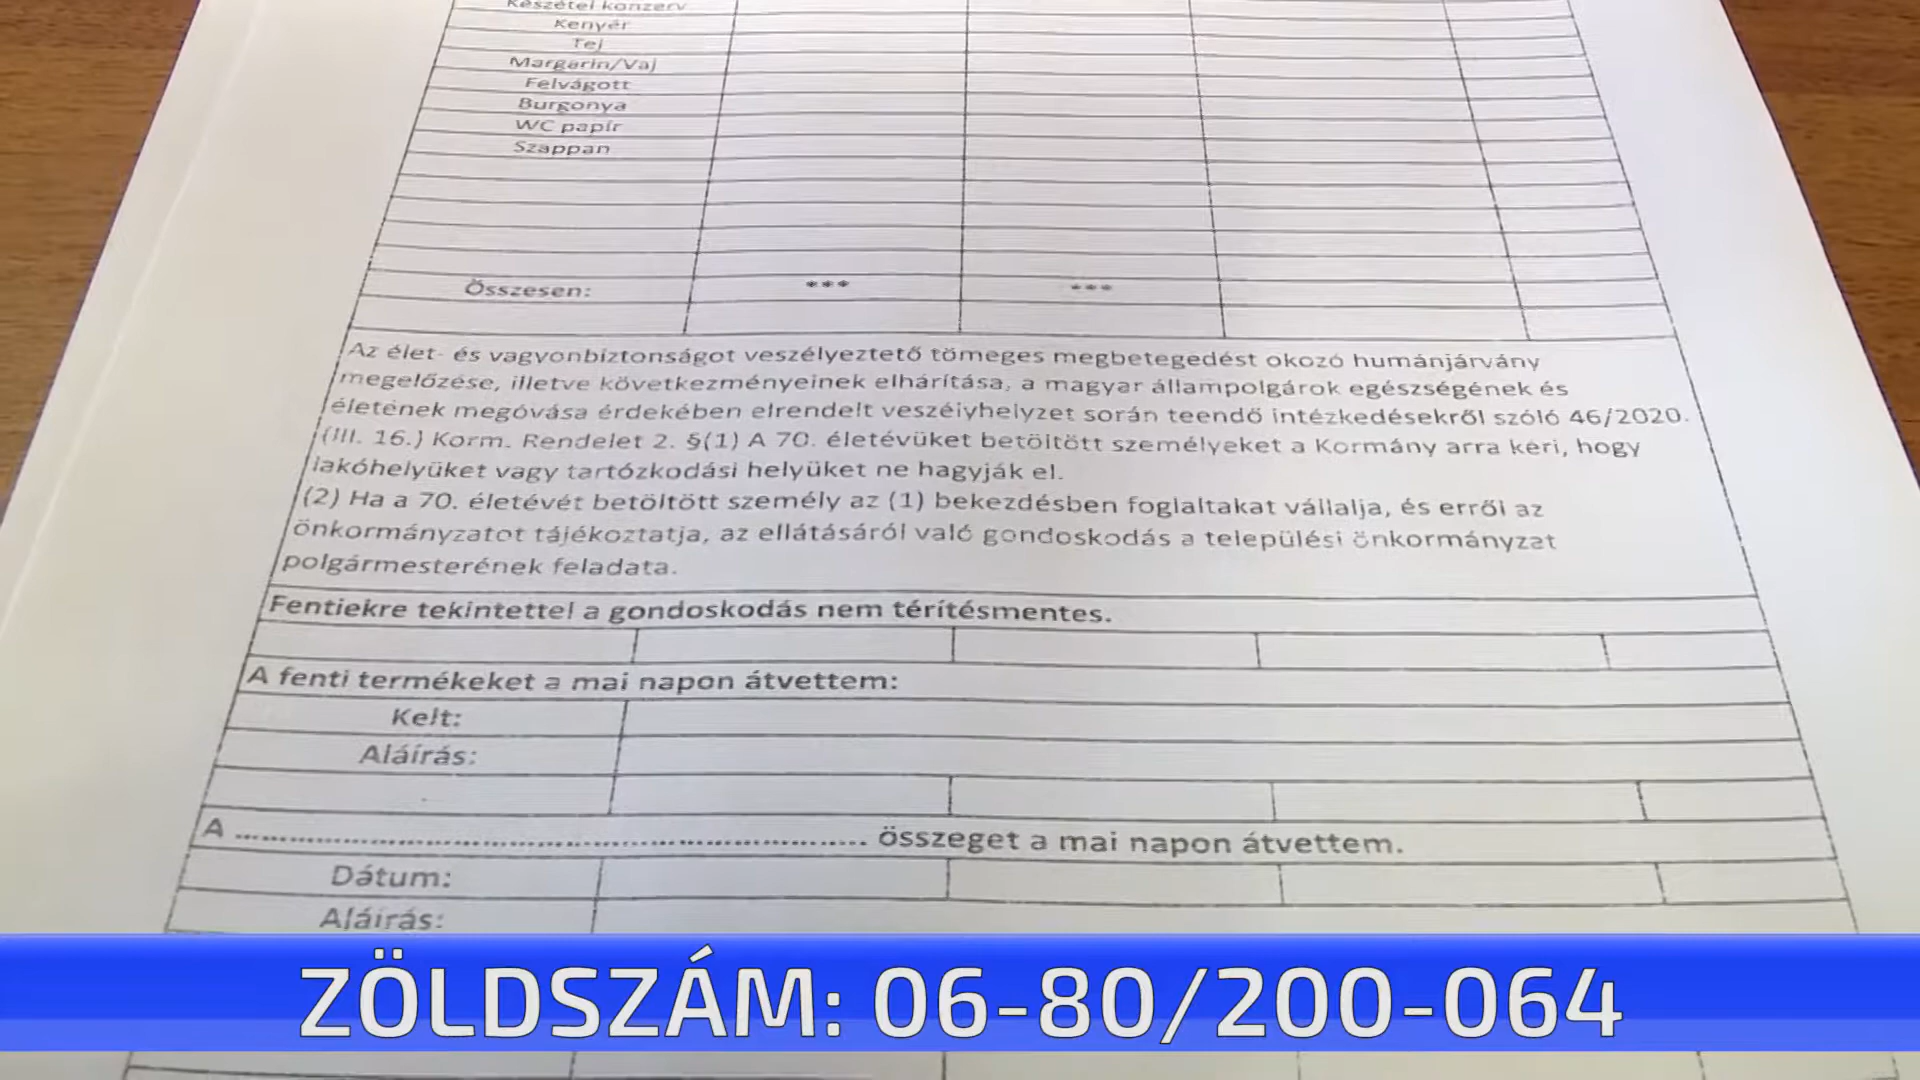 Készétel konzerv
Kenyér
Tej
Margarin/Vaj
Felvágott
Burgonya
WC papír
Szappan
Összesen: *** ***
Az élet- és vagyonbiztonságot veszélyeztető tömeges megbetegedést okozó humánjárvány
megelőzése, illetve következményeinek elhárítása, a magyar állampolgárok egészségének és
életének megóvása érdekében elrendelt veszélyhelyzet során teendő intézkedésekről szóló 46/2020.
(III. 16.) Korm. Rendelet 2. §(1) A 70. életévüket betöltött személyeket a Kormány arra kéri, hogy
lakóhelyüket vagy tartózkodási helyüket ne hagyják el.
(2) Ha a 70. életévét betöltött személy az (1) bekezdésben foglaltakat vállalja, és erről az
önkormányzatot tájékoztatja, az ellátásáról való gondoskodás a települési önkormányzat
polgármesterének feladata.
Fentiekre tekintettel a gondoskodás nem térítésmentes.
A fenti termékeket a mai napon átvettem:
Kelt:
Aláírás:
A ................................................................ összeget a mai napon átvettem.
Dátum:
Aláírás:
ZÖLDSZÁM: 06-80/200-064